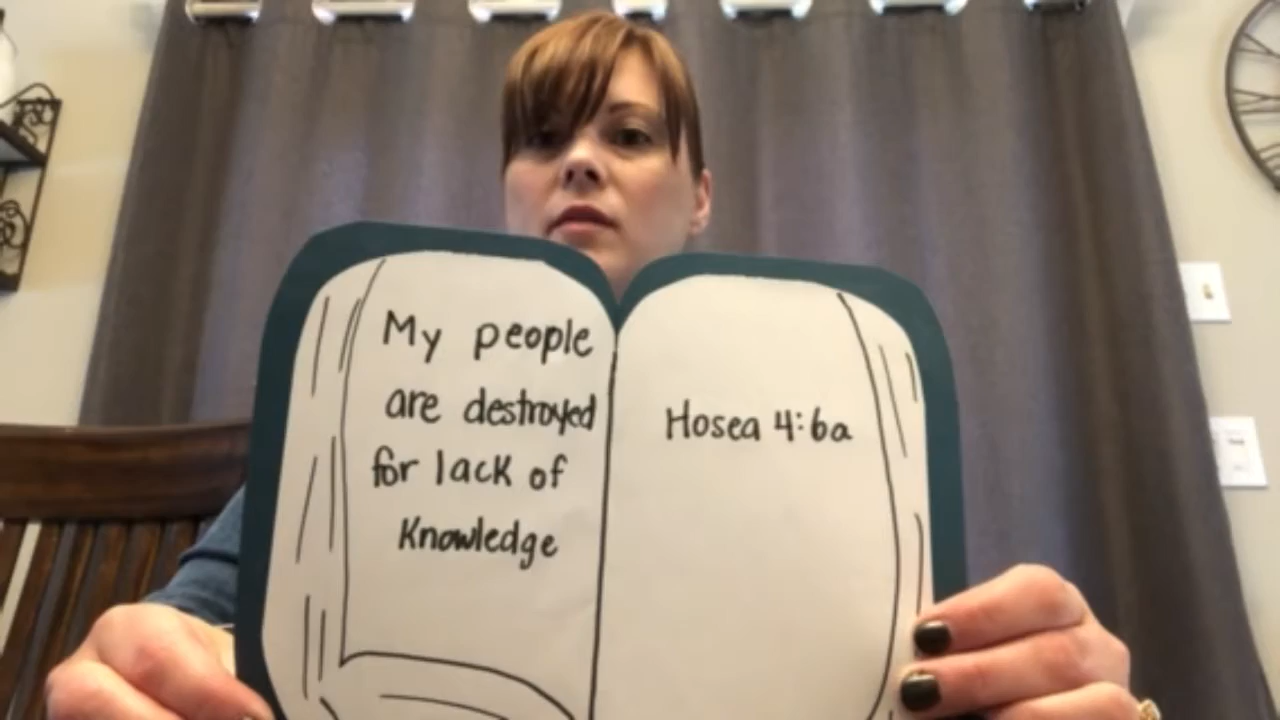 My people
are destroyed
for lack of
Knowledge
Hosea 4:6a